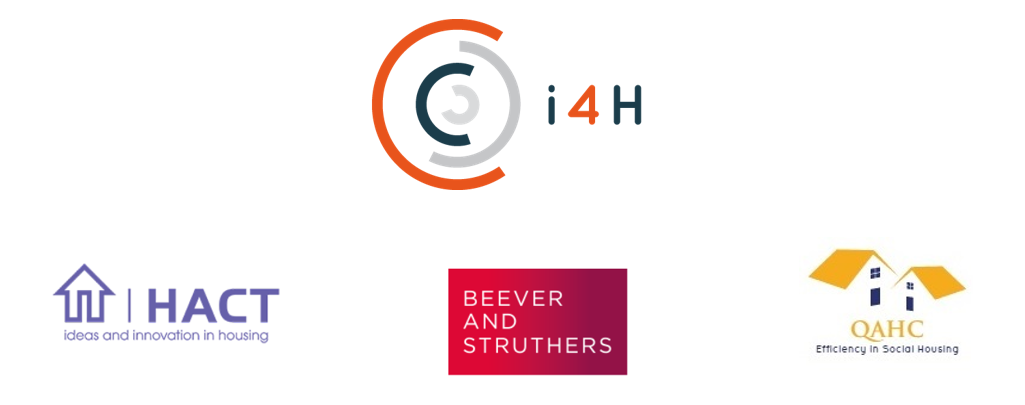 i4H
HACT
ideas and innovation in housing
BEEVER
AND
STRUTHERS
QAHC
Efficiency in Social Housing